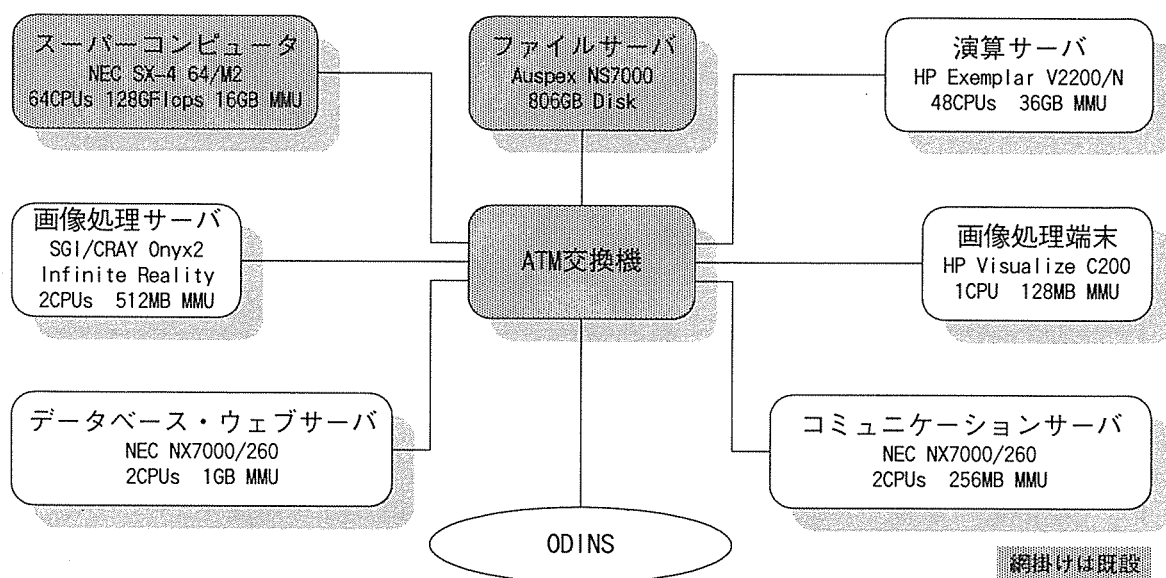 スーパーコンピュータ
NEC SX-4 64/M2
64CPUs 128GFlops 16GB MMU
ファイルサーバ
Auspex NS7000
806GB Disk
演算サーバ
HP Exemplar V2200/N
48CPUs 36GB MMU
画像処理サーバ
SGI/CRAY Onyx2
Infinite Reality
2CPUs 512MB MMU
ATM交換機
画像処理端末
HP Visualize C200
1CPU 128MB MMU
データベース・ウェブサーバ
NEC NX7000/260
2CPUs 1GB MMU
コミュニケーションサーバ
NEC NX7000/260
2CPUs 256MB MMU
ODINS
網掛けは既設